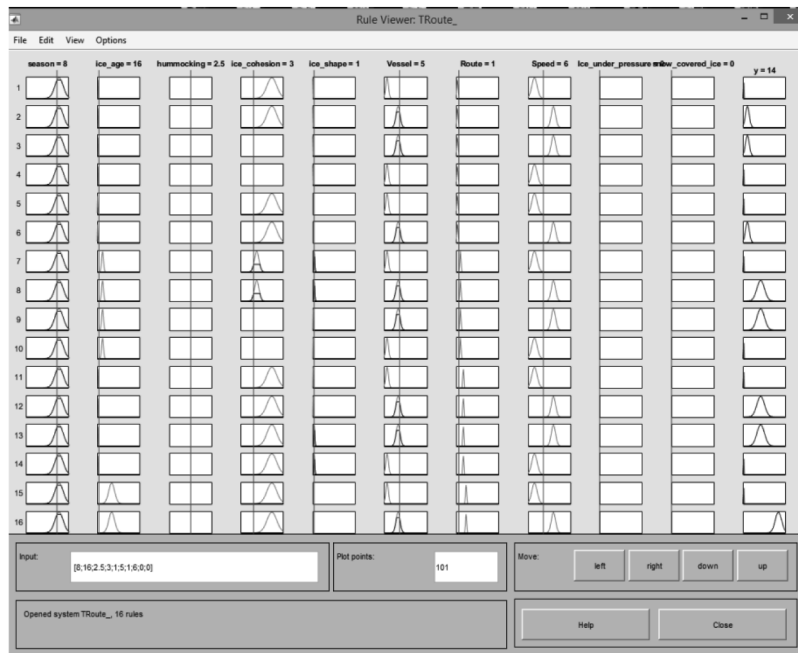 Rule Viewer: TRoute_
File Edit View Options
season = 8 ice_age = 16 hummocking = 2.5 ice_cohesion = 3 ice_shape = 1 Vessel = 5 Route = 1 Speed = 6 Ice_under_pressure = _covered_ice = 0
y = 14
1
2
3
4
5
6
7
8
9
10
11
12
13
14
15
16
Input:
[8;16;2.5;3;1;5;1;6;0;0]
Plot points:
101
Move:
left right down up
Opened system TRoute_, 16 rules
Help Close